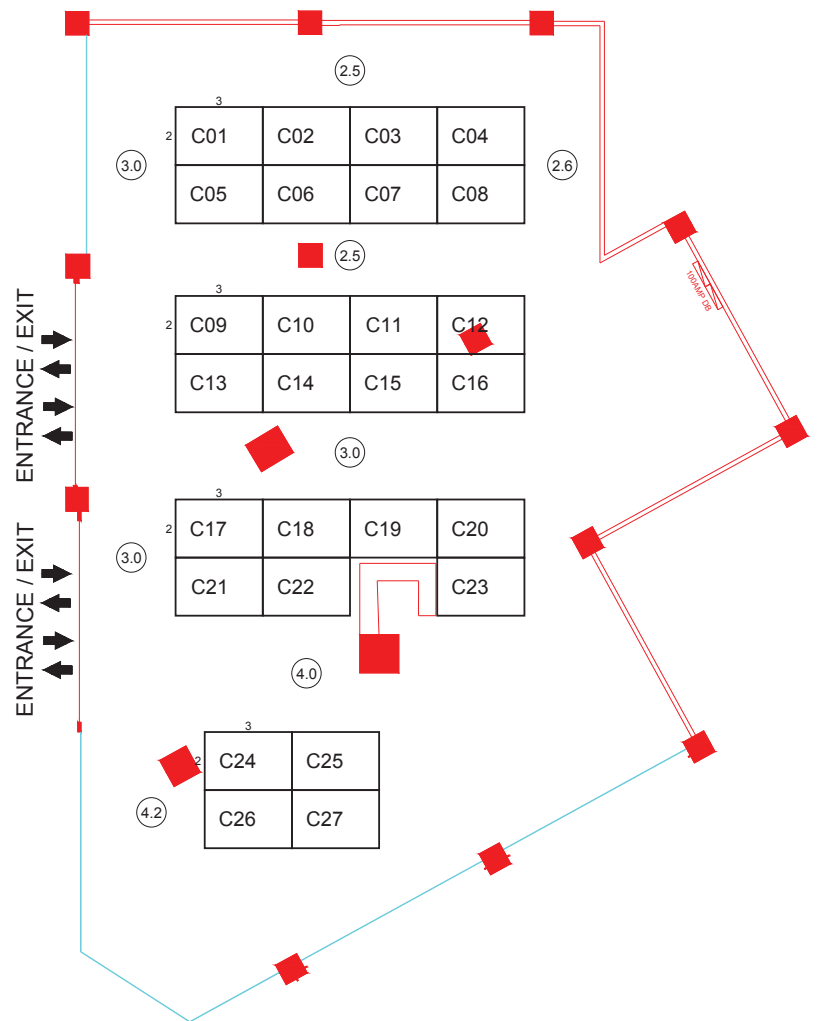 2.5
3
2
C01 C02 C03 C04
3.0
2.6
C05 C06 C07 C08
2.5
100AMP DB
3
2
C09 C10 C11 C12
ENTRANCE / EXIT
C13 C14 C15 C16
3.0
3
2
C17 C18 C19 C20
3.0
ENTRANCE / EXIT
C21 C22 C23
4.0
3
2
C24 C25
4.2
C26 C27